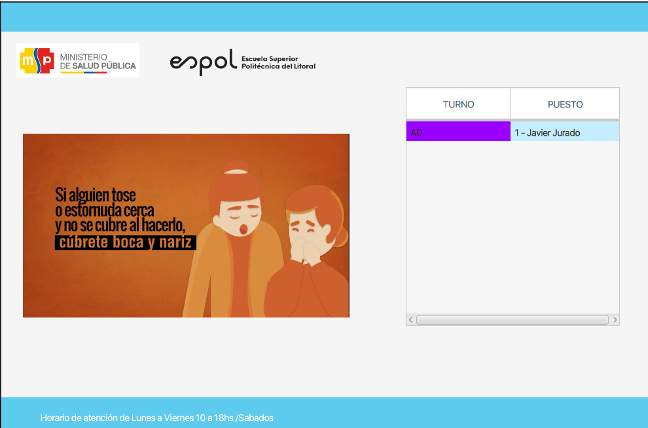 msp
MINISTERIO
DE SALUD PÚBLICA
espol
Escuela Superior
Politécnica del Litoral
TURNO PUESTO
A0 1 - Javier Jurado
Si alguien tose
o estornuda cerca
y no se cubre al hacerlo,
cúbrete boca y nariz
Horario de atención de Lunes a Viernes 10 a 18hs /Sabados